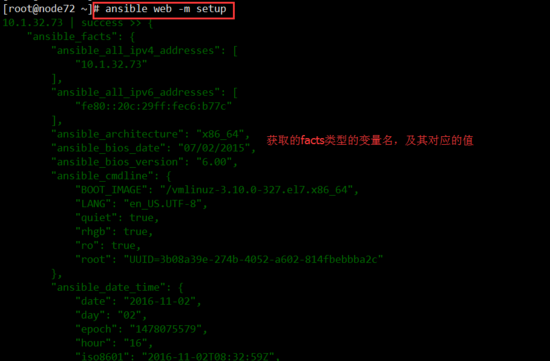 [root@node72 ~]# ansible web -m setup
10.1.32.73 | success >> {
    "ansible_facts": {
        "ansible_all_ipv4_addresses": [
            "10.1.32.73"
        ],
        "ansible_all_ipv6_addresses": [
            "fe80::20c:29ff:fec6:b77c"
        ],
        "ansible_architecture": "x86_64", 获取的facts类型的变量名，及其对应的值
        "ansible_bios_date": "07/02/2015",
        "ansible_bios_version": "6.00",
        "ansible_cmdline": {
            "BOOT_IMAGE": "/vmlinuz-3.10.0-327.el7.x86_64",
            "LANG": "en_US.UTF-8",
            "quiet": true,
            "rhgb": true,
            "ro": true,
            "root": "UUID=3b08a39e-274b-4052-a602-814fbebbba2c"
        },
        "ansible_date_time": {
            "date": "2016-11-02",
            "day": "02",
            "epoch": "1478075579",
            "hour": "16",
            "iso8601": "2016-11-02T08:32:59Z",